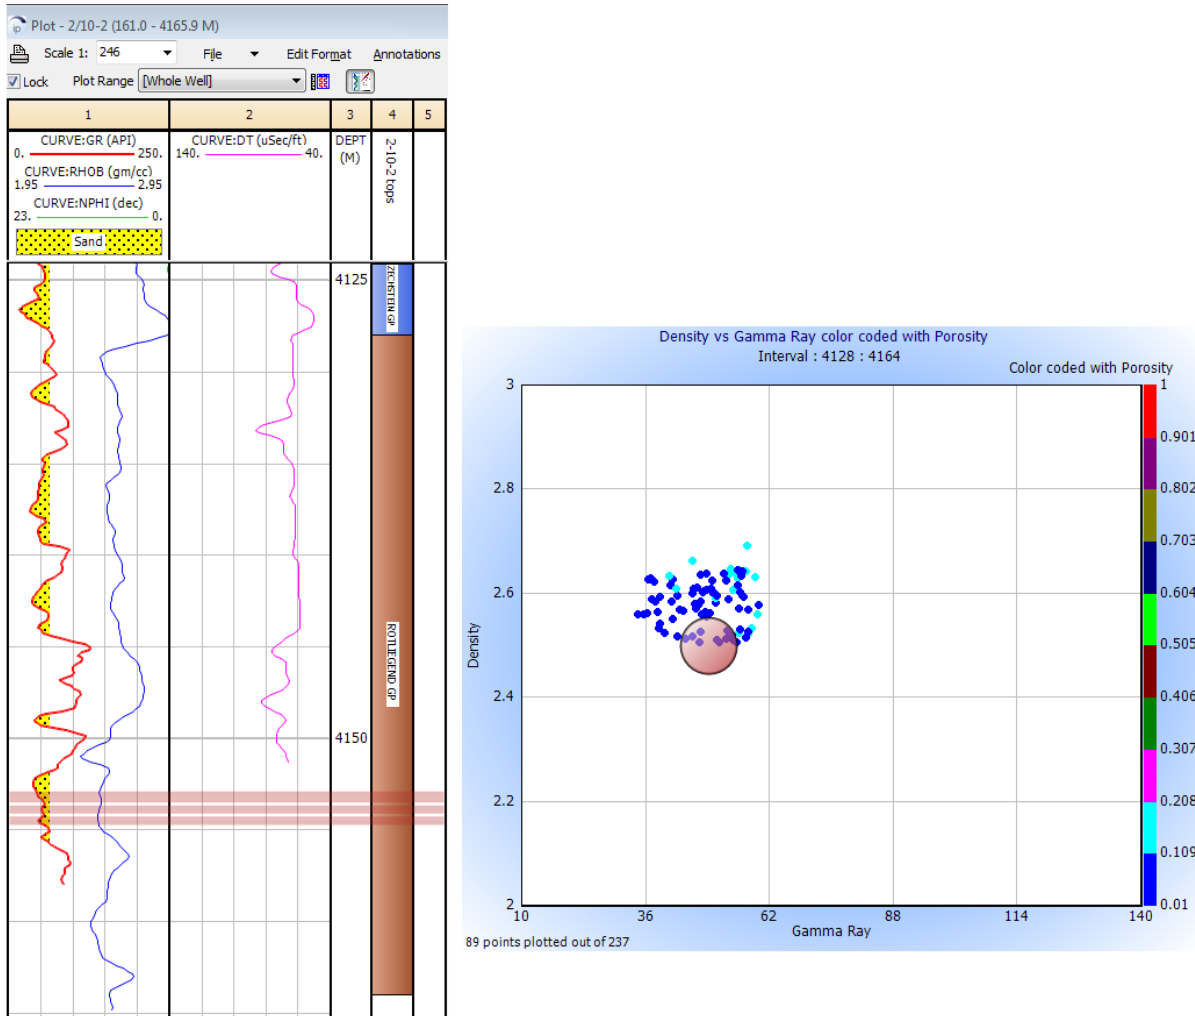 Plot - 2/10-2 (161.0 - 4165.9 M)
Scale 1: 246 File Edit Format Annotations
Lock Plot Range [Whole Well]
1 2 3 4 5
CURVE:GR (API)
0. 250.
CURVE:RHOB (gm/cc)
1.95 2.95
CURVE:NPHI (dec)
23. 0.
Sand
CURVE:DT (uSec/ft)
140. 40.
DEPT
(M)
2-10-2 tops
4125
4150
ZECHSTEIN GP
ROTLIEGEND GP
Density vs Gamma Ray color coded with Porosity
Interval : 4128 : 4164
Color coded with Porosity
3
2.8
2.6
2.4
2.2
2
Density
10 36 62 88 114 140
Gamma Ray
1
0.901
0.802
0.703
0.604
0.505
0.406
0.307
0.208
0.109
0.01
89 points plotted out of 237